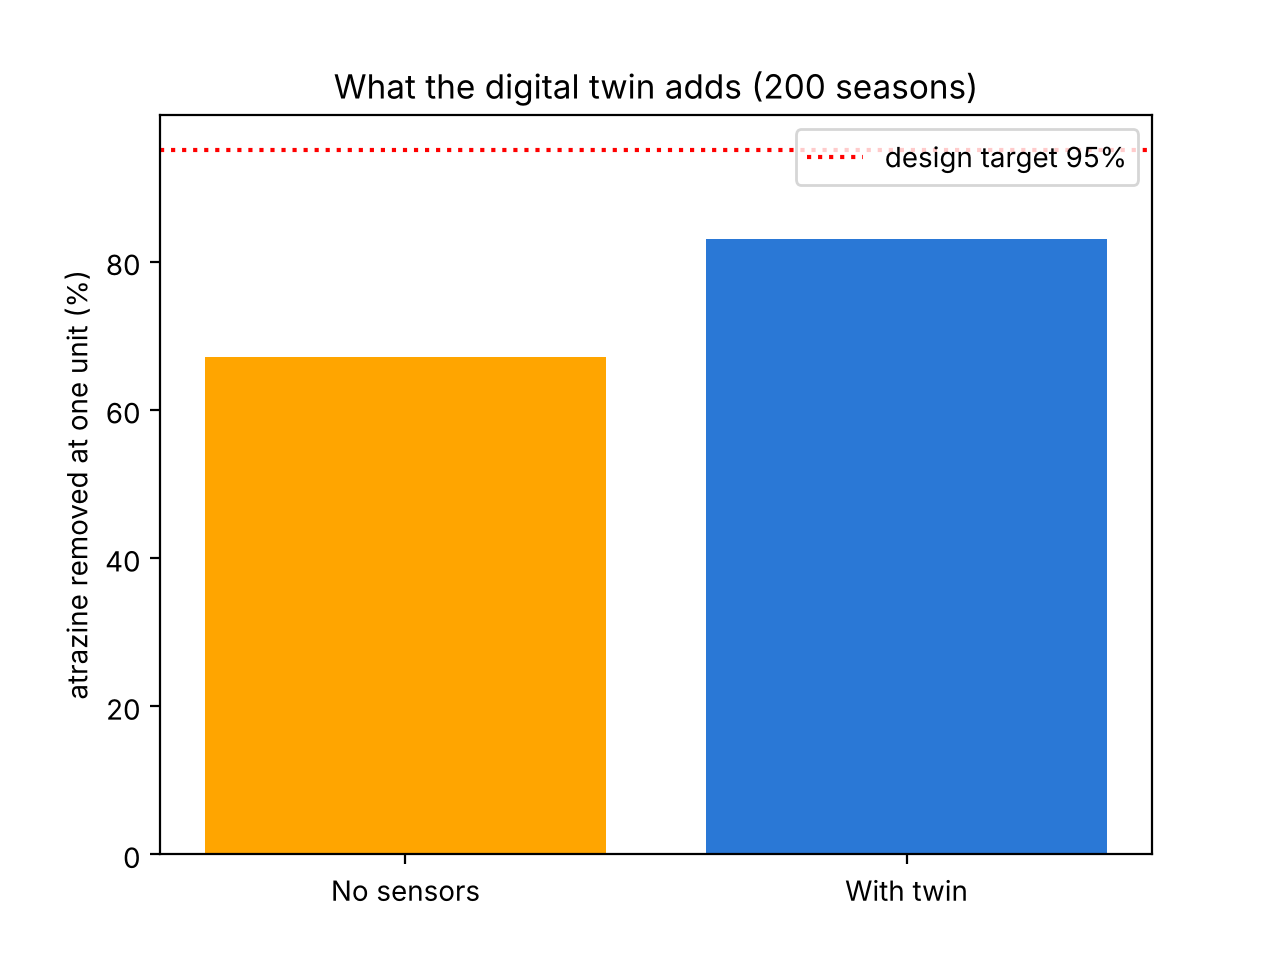 What the digital twin adds (200 seasons)
design target 95%
atrazine removed at one unit (%)
80
60
40
20
0
No sensors
With twin